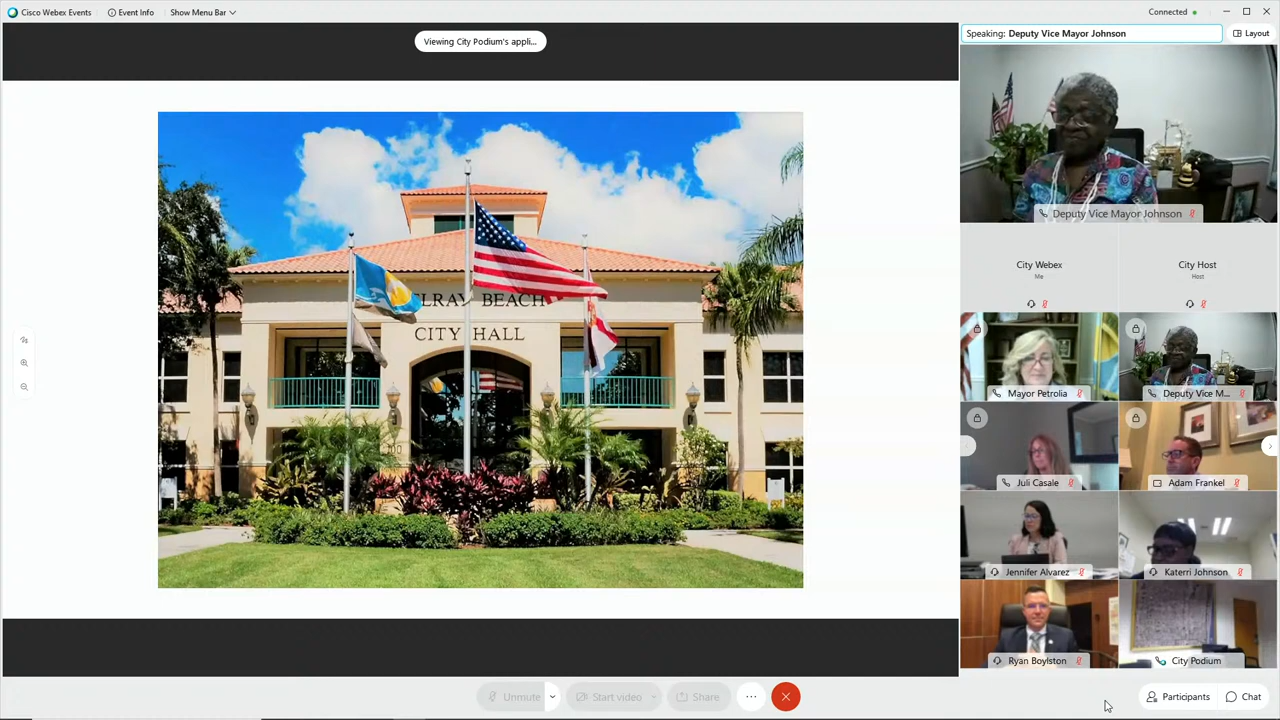 Cisco Webex Events
Event Info
Show Menu Bar
Connected
Viewing City Podium's appli...
Speaking: Deputy Vice Mayor Johnson
Layout
Deputy Vice Mayor Johnson
City Webex
Me
City Host
Host
LRAY BEACH
CITY HALL
100
Mayor Petrolia
Deputy Vice M...
Juli Casale
Adam Frankel
Jennifer Alvarez
Katerri Johnson
Ryan Boylston
City Podium
Unmute
Start video
Share
Participants
Chat